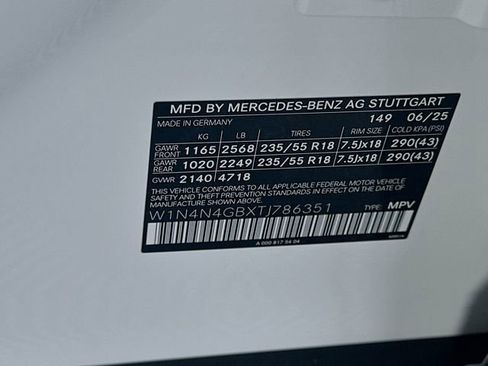 MFD BY MERCEDES-BENZ AG STUTTGART
MADE IN GERMANY 149 06/25
KG LB TIRES RIM SIZE COLD KPA(PSI)
GAWR FRONT 1165 2568 235/55 R18 7.5Jx18 290(43)
GAWR REAR 1020 2249 235/55 R18 7.5Jx18 290(43)
GVWR 2140 4718
THIS VEHICLE CONFORMS TO ALL APPLICABLE FEDERAL MOTOR VEHICLE
SAFETY, BUMPER, AND THEFT PREVENTION STANDARDS IN EFFECT ON THE
DATE OF MANUFACTURE SHOWN ABOVE.
W1N4N4GBXTJ786351 TYPE: MPV
A 000 817 54 04